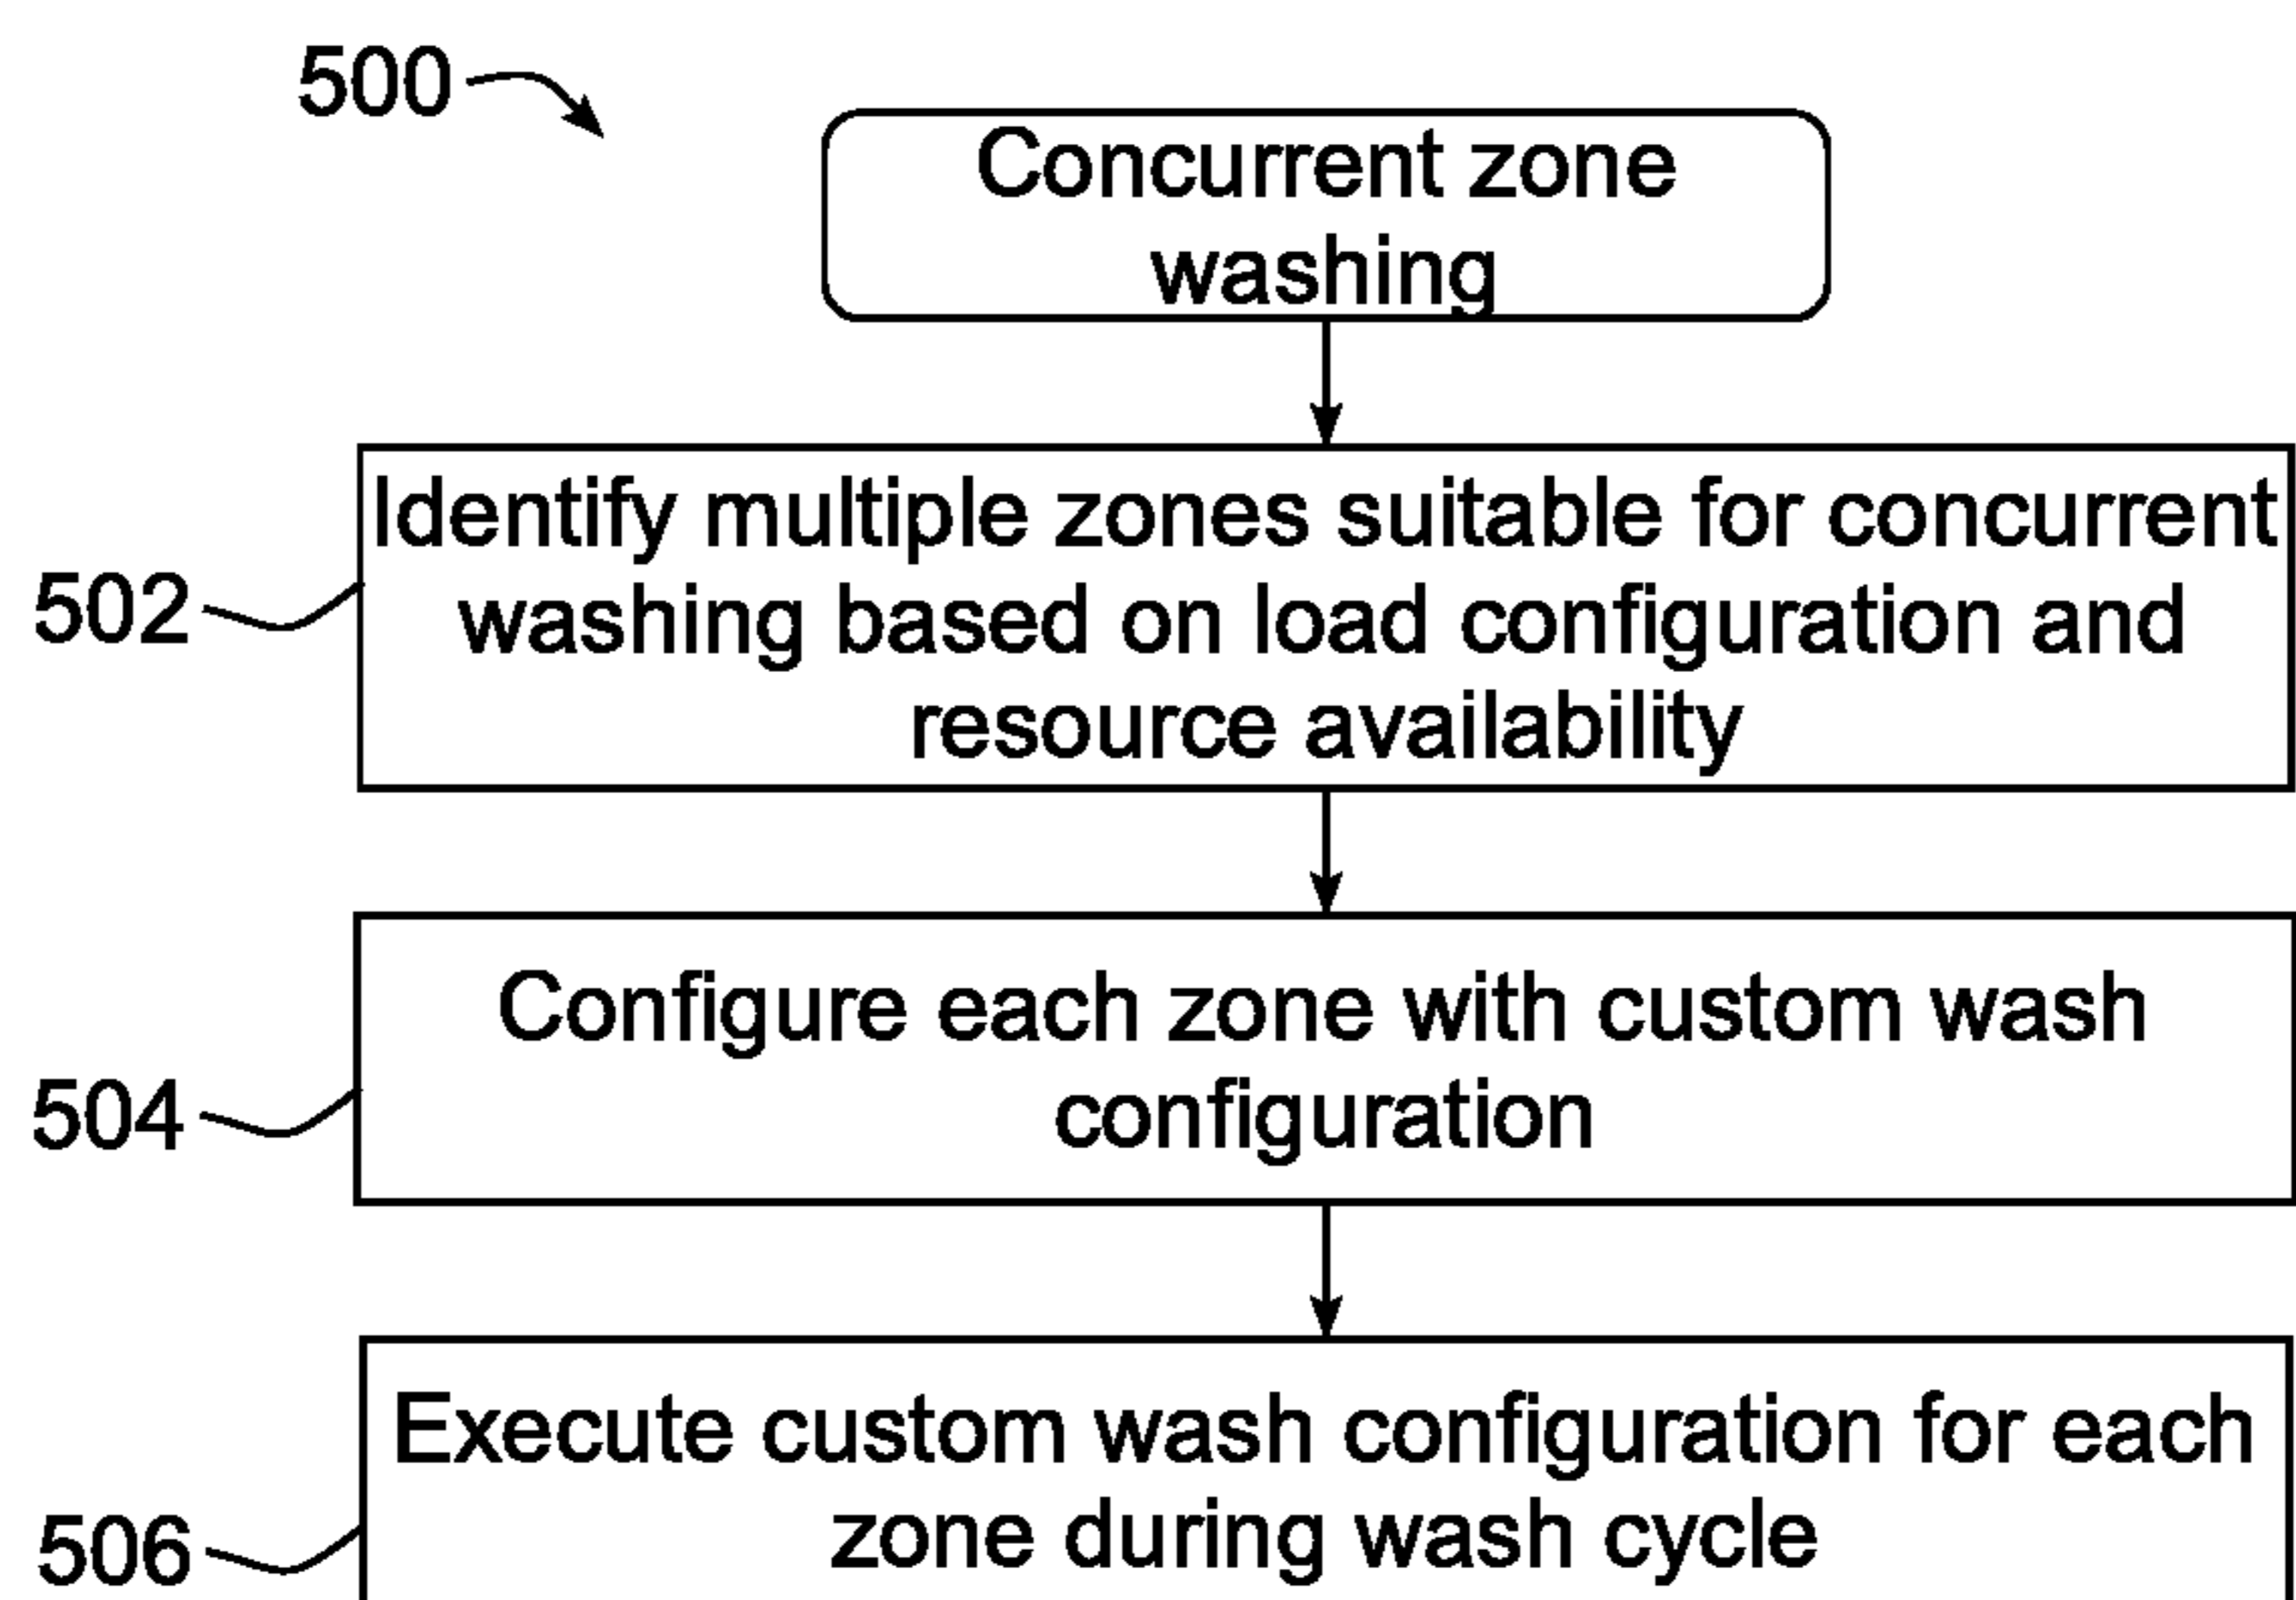 500
Concurrent zone
washing
Identify multiple zones suitable for concurrent
502
washing based on load configuration and
resource availability
Configure each zone with custom wash
504
configuration
Execute custom wash configuration for each
506
zone during wash cycle